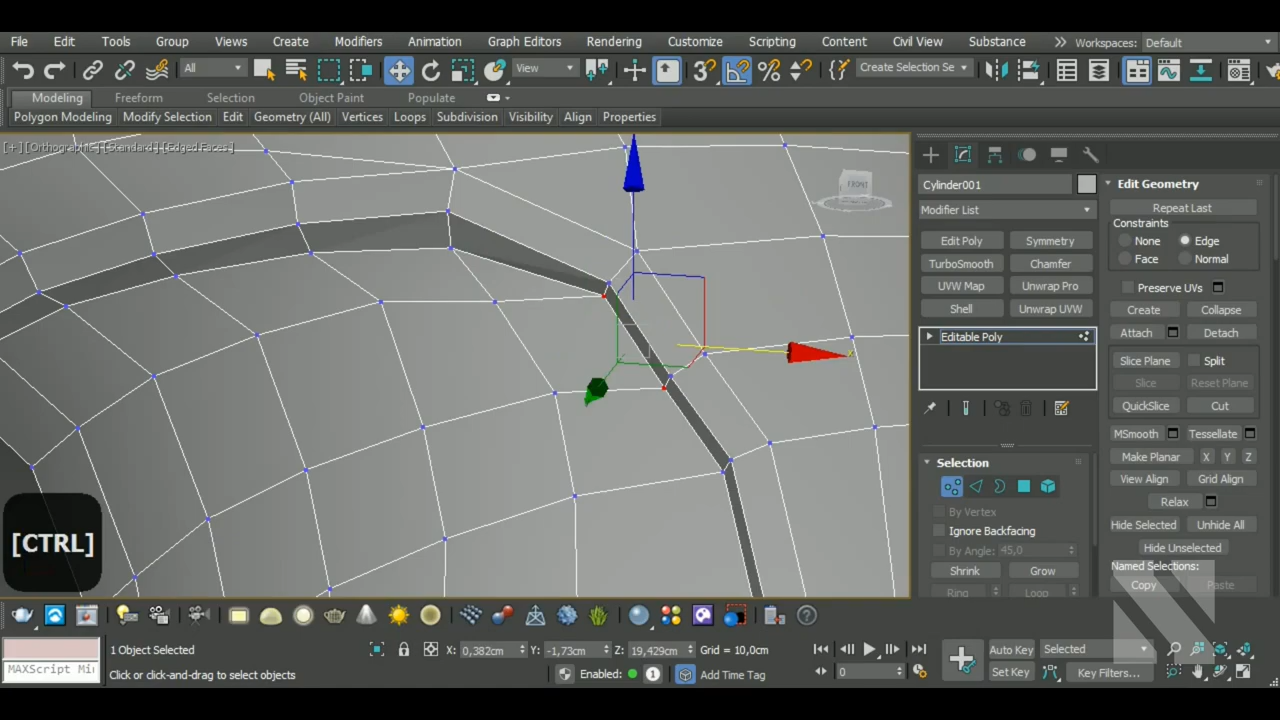 File Edit Tools Group Views Create Modifiers Animation Graph Editors Rendering Customize Scripting Content Civil View Substance Workspaces: Default
All View Create Selection Se
Modeling Freeform Selection Object Paint Populate
Polygon Modeling Modify Selection Edit Geometry (All) Vertices Loops Subdivision Visibility Align Properties
[+] [Orthographic] [Standard] [Edged Faces]
FRONT
x
Cylinder001
Modifier List
Edit Poly Symmetry
TurboSmooth Chamfer
UVW Map Unwrap Pro
Shell Unwrap UVW
Editable Poly
Selection
By Vertex
Ignore Backfacing
By Angle: 45,0
Shrink Grow
Ring Loop
Edit Geometry
Repeat Last
Constraints
None Edge
Face Normal
Preserve UVs
Create Collapse
Attach Detach
Slice Plane Split
Slice Reset Plane
QuickSlice Cut
MSmooth Tessellate
Make Planar X Y Z
View Align Grid Align
Relax
Hide Selected Unhide All
Hide Unselected
Named Selections:
Copy Paste
[CTRL]
1 Object Selected X: 0,382cm Y: -1,73cm Z: 19,429cm Grid = 10,0cm Auto Key Selected
MAXScript Mi Click or click-and-drag to select objects Enabled: 1 Add Time Tag 0 Set Key Key Filters...